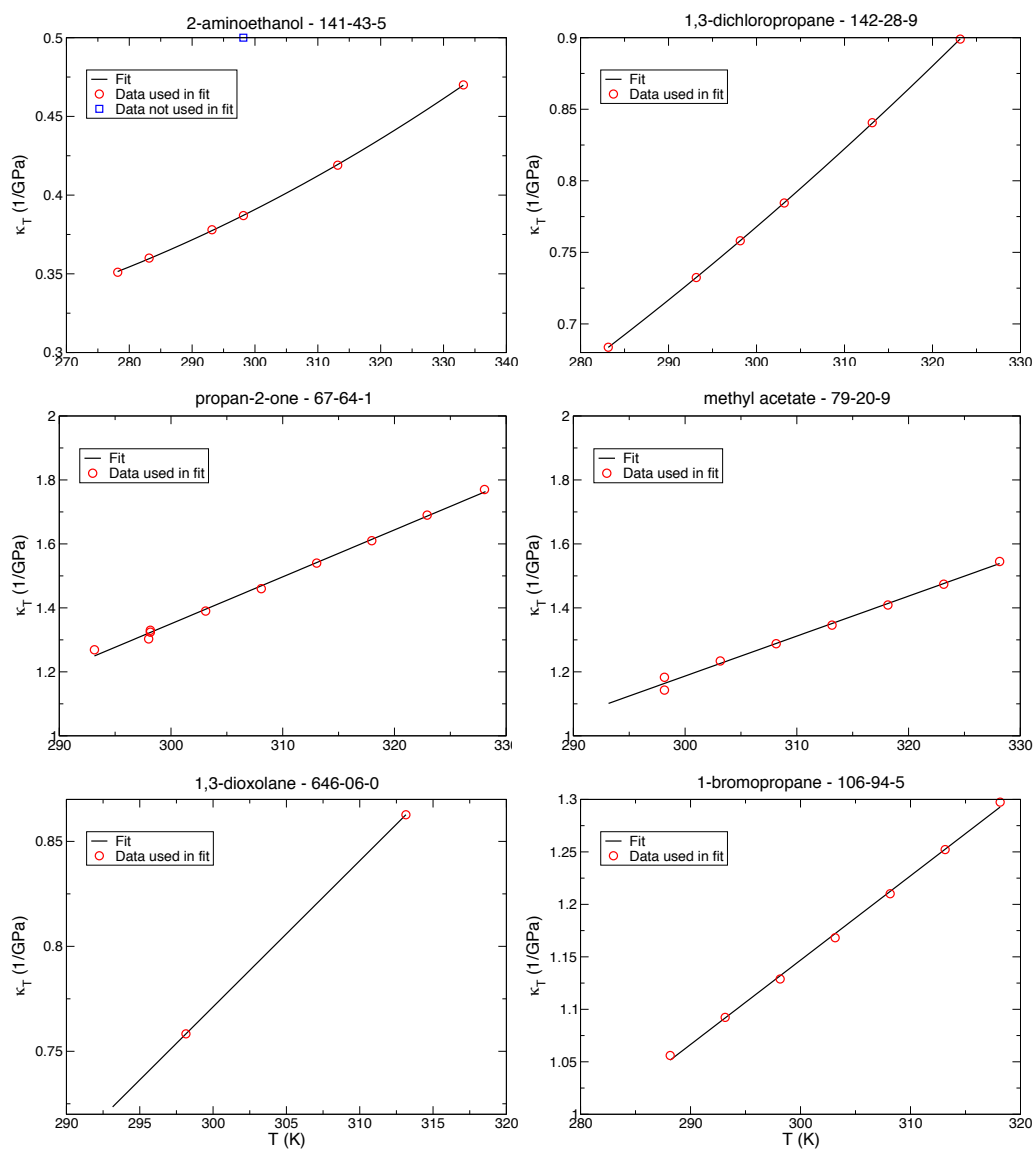 2-aminoethanol - 141-43-5
0.5
Fit
Data used in fit
Data not used in fit
0.45
0.4
0.35
0.3
κT (1/GPa)
270 280 290 300 310 320 330 340
1,3-dichloropropane - 142-28-9
0.9
Fit
Data used in fit
0.85
0.8
0.75
0.7
κT (1/GPa)
280 290 300 310 320 330
propan-2-one - 67-64-1
2
Fit
Data used in fit
1.8
1.6
1.4
1.2
1
κT (1/GPa)
290 300 310 320 330
methyl acetate - 79-20-9
2
Fit
Data used in fit
1.8
1.6
1.4
1.2
1
κT (1/GPa)
290 300 310 320 330
1,3-dioxolane - 646-06-0
Fit
Data used in fit
0.85
0.8
0.75
κT (1/GPa)
290 295 300 305 310 315 320
T (K)
1-bromopropane - 106-94-5
1.3
Fit
Data used in fit
1.25
1.2
1.15
1.1
1.05
1
κT (1/GPa)
280 290 300 310 320
T (K)